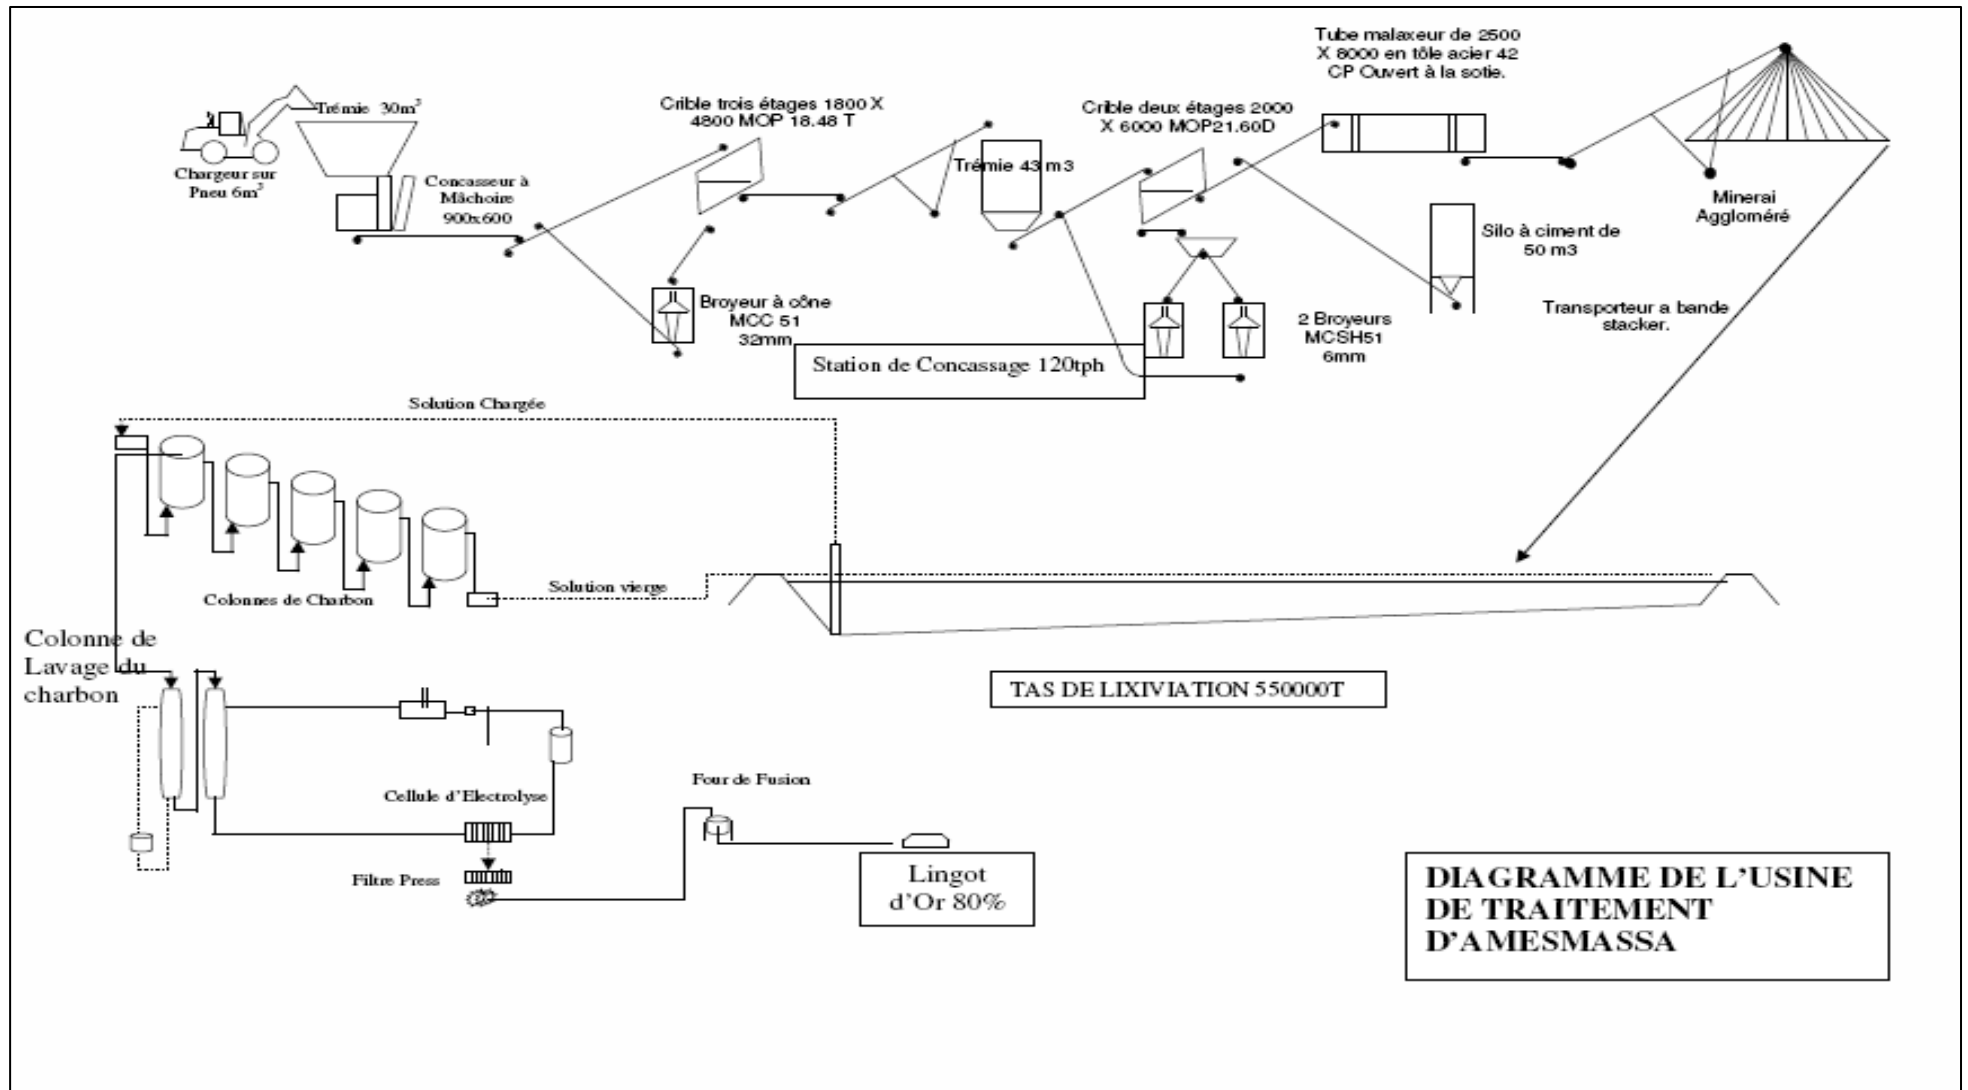 Tube malaxeur de 2500
X 8000 en tôle acier 42
CP Ouvert à la sotie.
Trémie 30m³
Crible trois étages 1800 X
4800 MOP 18.48 T
Crible deux étages 2000
X 6000 MOP21.60D
Chargeur sur
Pneu 6m³
Concasseur à
Mâchoire
900x600
Trémie 43 m3
Minerai
Aggloméré
Silo à ciment de
50 m3
Broyeur à cône
MCC 51
32mm
2 Broyeurs
MCSH51
6mm
Transporteur a bande
stacker.
Station de Concassage 120tph
Solution Chargée
Colonnes de Charbon
Solution vierge
Colonne de
Lavage du
charbon
TAS DE LIXIVIATION 550000T
Cellule d'Electrolyse
Four de Fusion
Filtre Press
Lingot
d'Or 80%
DIAGRAMME DE L'USINE
DE TRAITEMENT
D'AMESMASSA